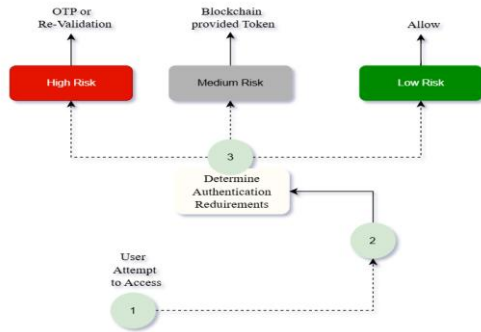 OTP or
Re-Validation
Blockchain
provided Token
Allow
High Risk
Medium Risk
Low Risk
3
Determine
Authentication
Reduirements
2
User
Attempt
to Access
1